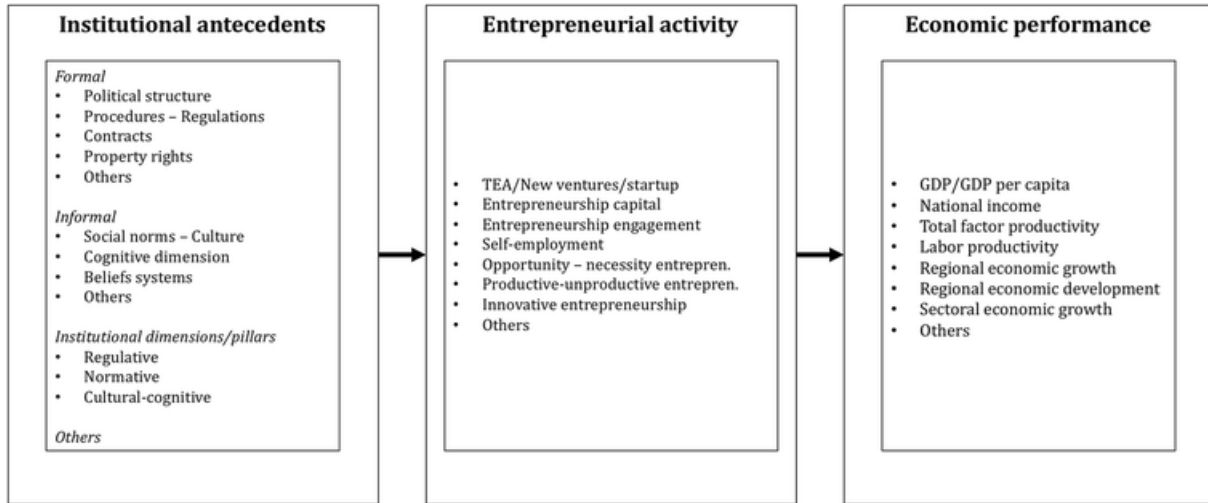 Institutional antecedents
Formal
• Political structure
• Procedures – Regulations
• Contracts
• Property rights
• Others
Informal
• Social norms – Culture
• Cognitive dimension
• Beliefs systems
• Others
Institutional dimensions/pillars
• Regulative
• Normative
• Cultural-cognitive
Others
Entrepreneurial activity
• TEA/New ventures/startup
• Entrepreneurship capital
• Entrepreneurship engagement
• Self-employment
• Opportunity – necessity entrepren.
• Productive-unproductive entrepren.
• Innovative entrepreneurship
• Others
Economic performance
• GDP/GDP per capita
• National income
• Total factor productivity
• Labor productivity
• Regional economic growth
• Regional economic development
• Sectoral economic growth
• Others